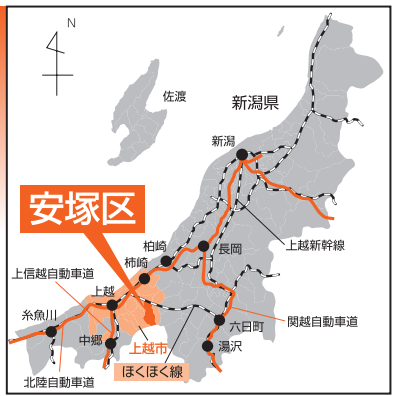 N
佐渡
新潟県
新潟
安塚区
柏崎
長岡
上越新幹線
柿崎
上信越自動車道
上越
糸魚川
六日町
関越自動車道
中郷
上越市
湯沢
ほくほく線
北陸自動車道